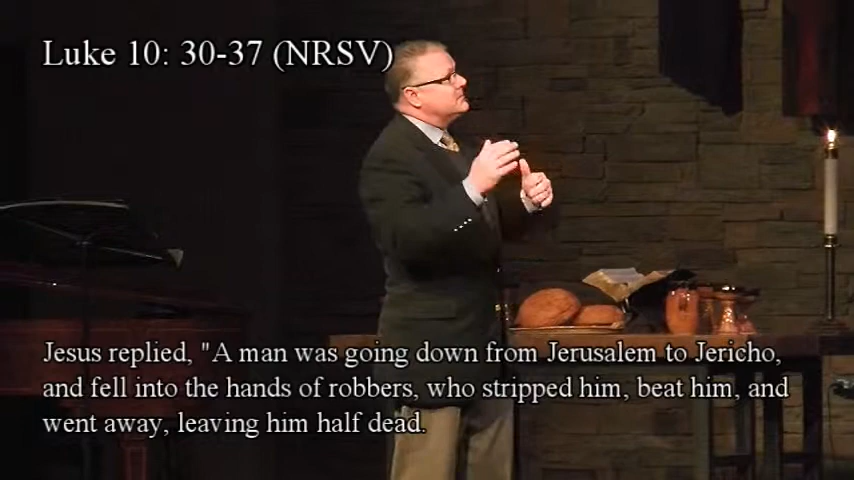 Luke 10: 30-37 (NRSV)
Jesus replied, "A man was going down from Jerusalem to Jericho,
and fell into the hands of robbers, who stripped him, beat him, and
went away, leaving him half dead.